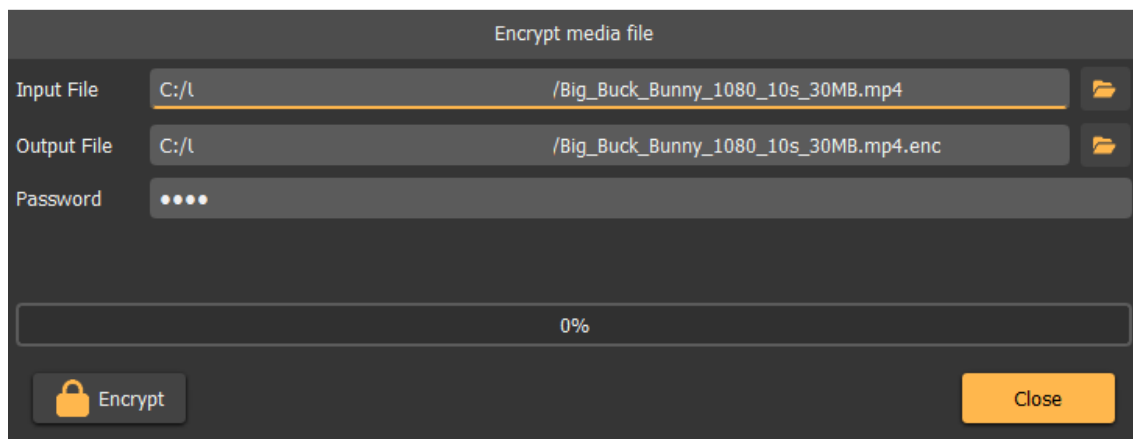 Encrypt media file
Input File C:/l /Big_Buck_Bunny_1080_10s_30MB.mp4
Output File C:/l /Big_Buck_Bunny_1080_10s_30MB.mp4.enc
Password ••••
0%
Encrypt Close